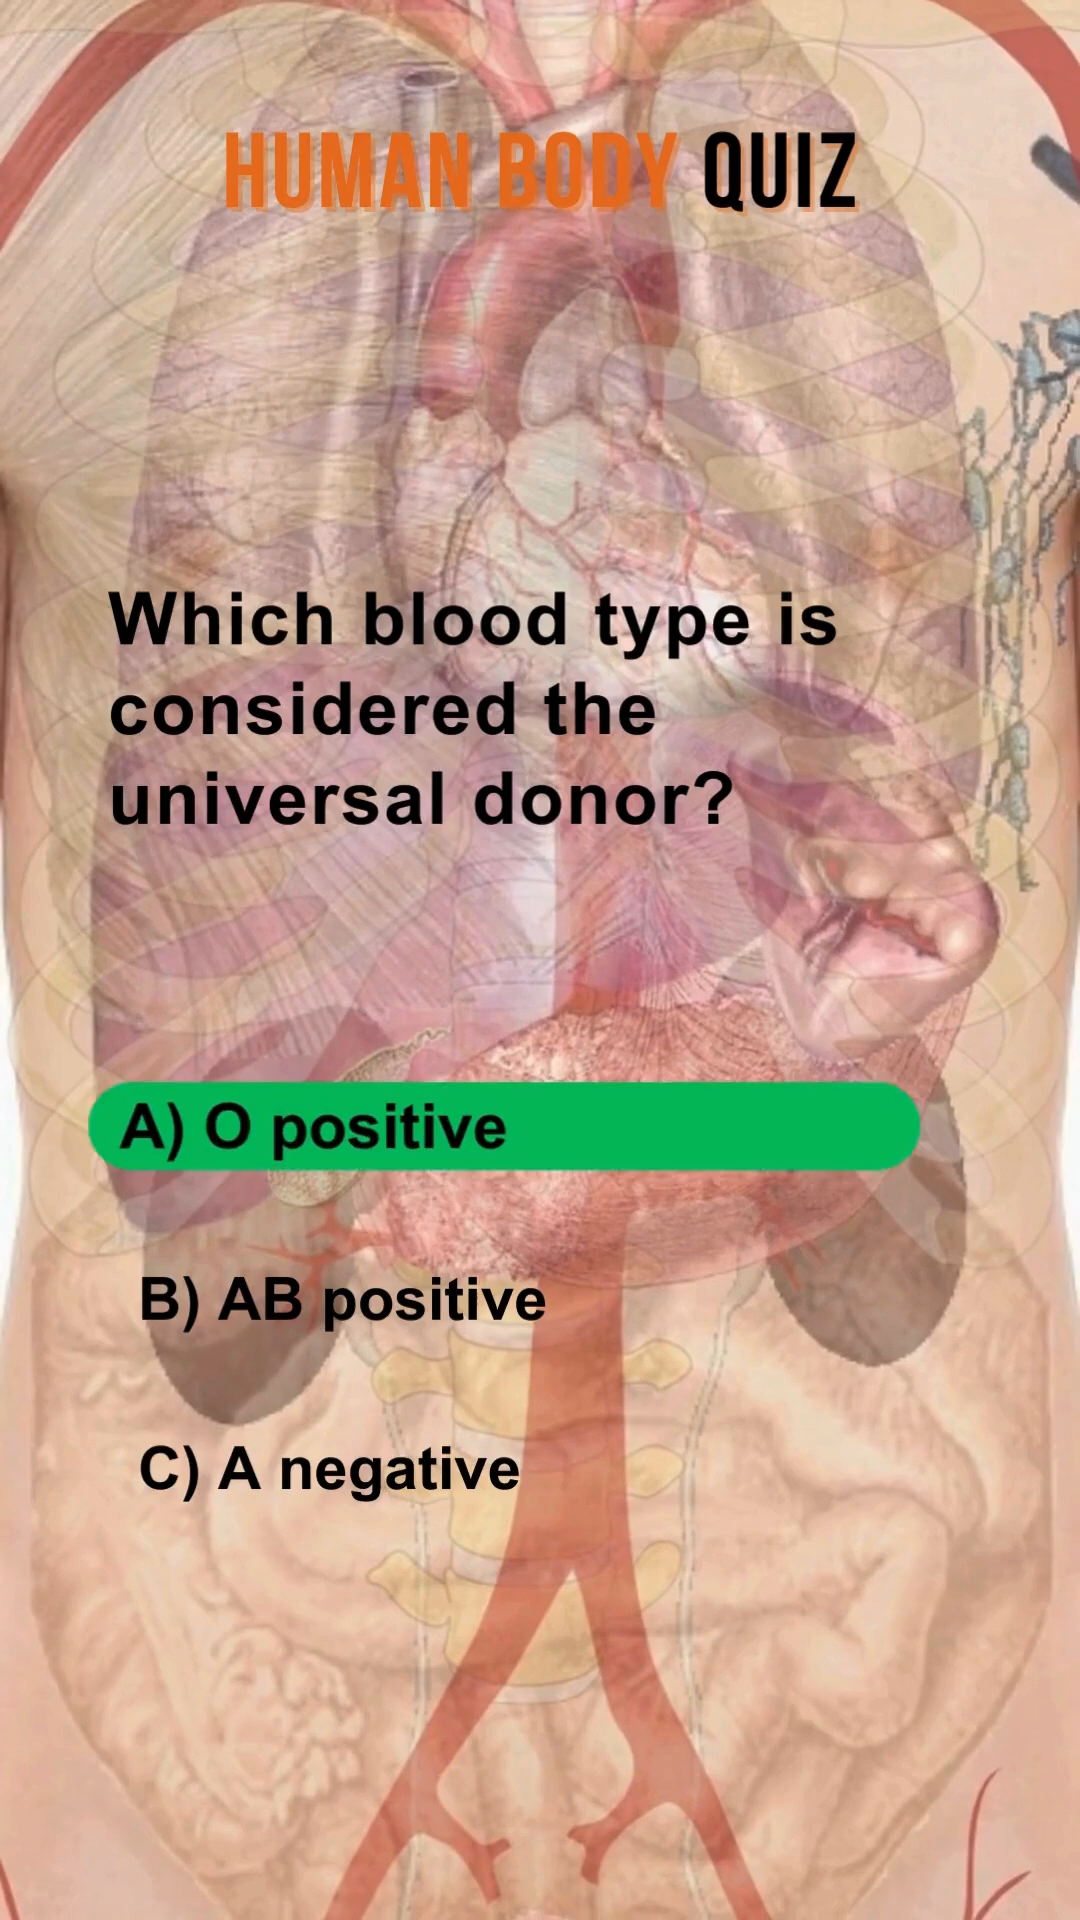 HUMAN BODY QUIZ
Which blood type is
considered the
universal donor?
A) O positive
B) AB positive
C) A negative